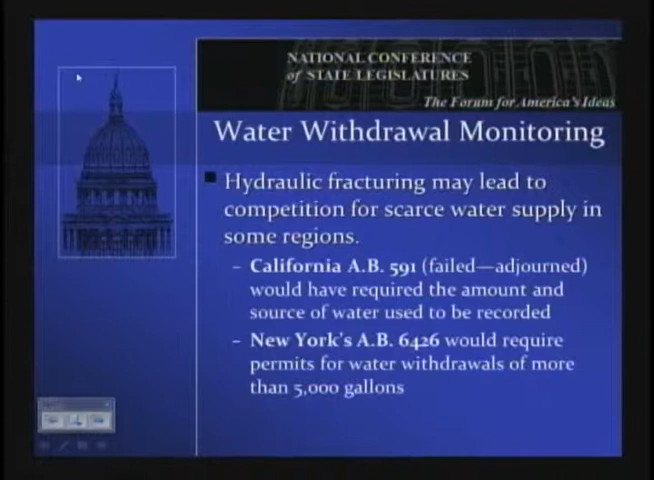 NATIONAL CONFERENCE
of STATE LEGISLATURES
The Forum for America's Ideas
Water Withdrawal Monitoring
Hydraulic fracturing may lead to
competition for scarce water supply in
some regions.
– California A.B. 591 (failed—adjourned)
would have required the amount and
source of water used to be recorded
– New York's A.B. 6426 would require
permits for water withdrawals of more
than 5,000 gallons